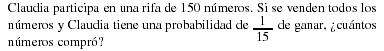 Claudia participa en una rifa de 150 números. Si se venden todos los
números y Claudia tiene una probabilidad de 1/15 de ganar, ¿cuántos
números compró?